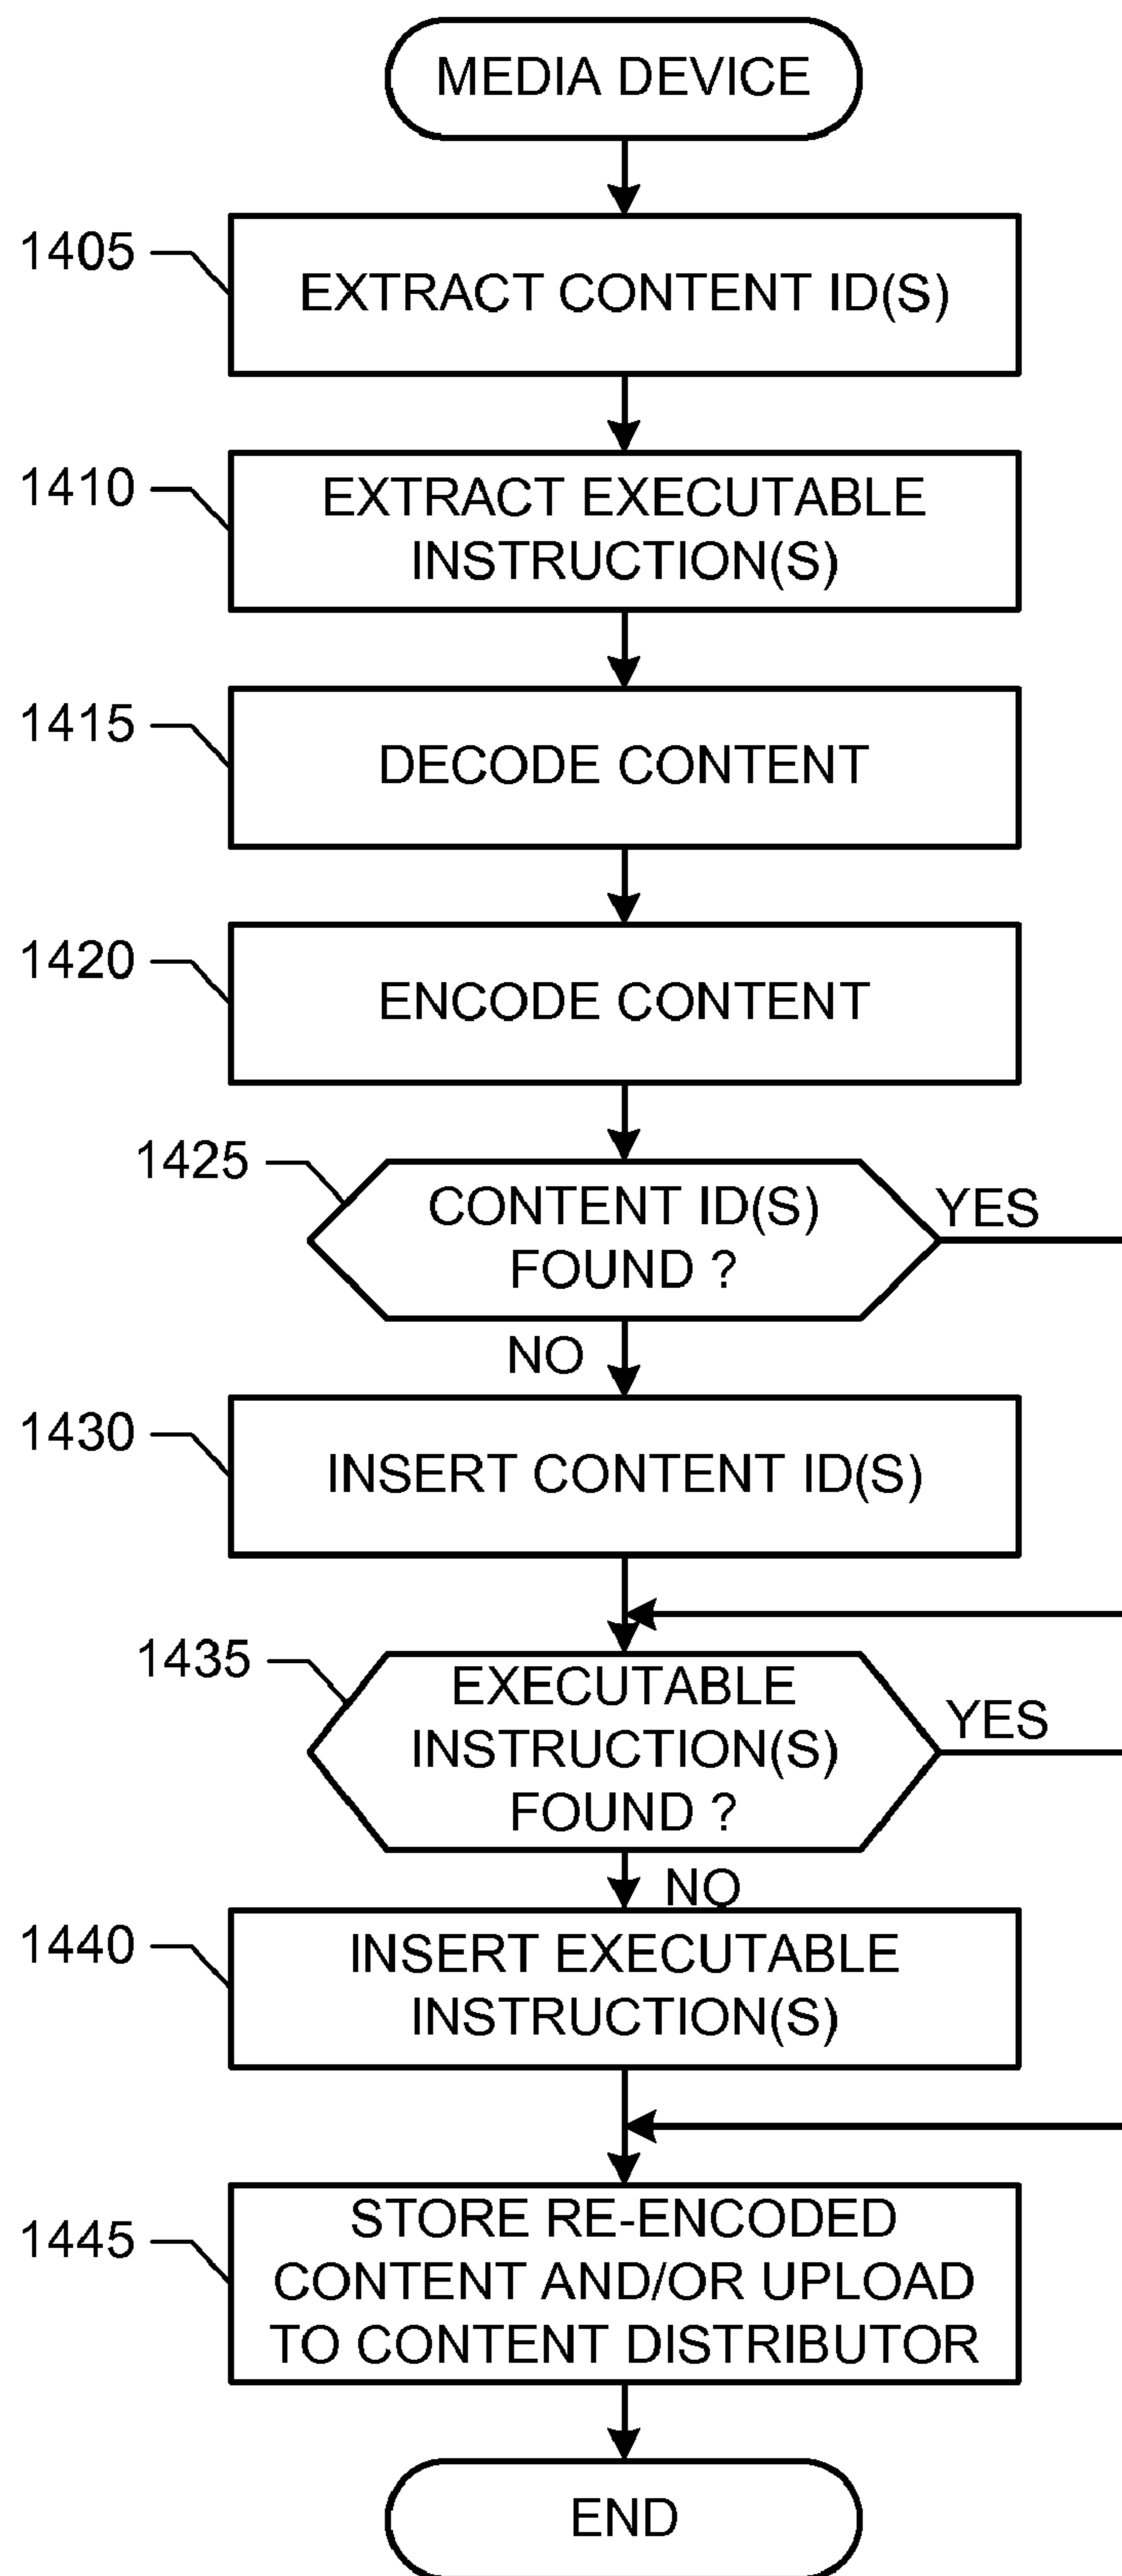 MEDIA DEVICE
1405
EXTRACT CONTENT ID(S)
1410
EXTRACT EXECUTABLE
INSTRUCTION(S)
1415
DECODE CONTENT
1420
ENCODE CONTENT
1425
CONTENT ID(S)
FOUND ?
YES
NO
1430
INSERT CONTENT ID(S)
1435
EXECUTABLE
INSTRUCTION(S)
FOUND ?
YES
NO
1440
INSERT EXECUTABLE
INSTRUCTION(S)
1445
STORE RE-ENCODED
CONTENT AND/OR UPLOAD
TO CONTENT DISTRIBUTOR
END